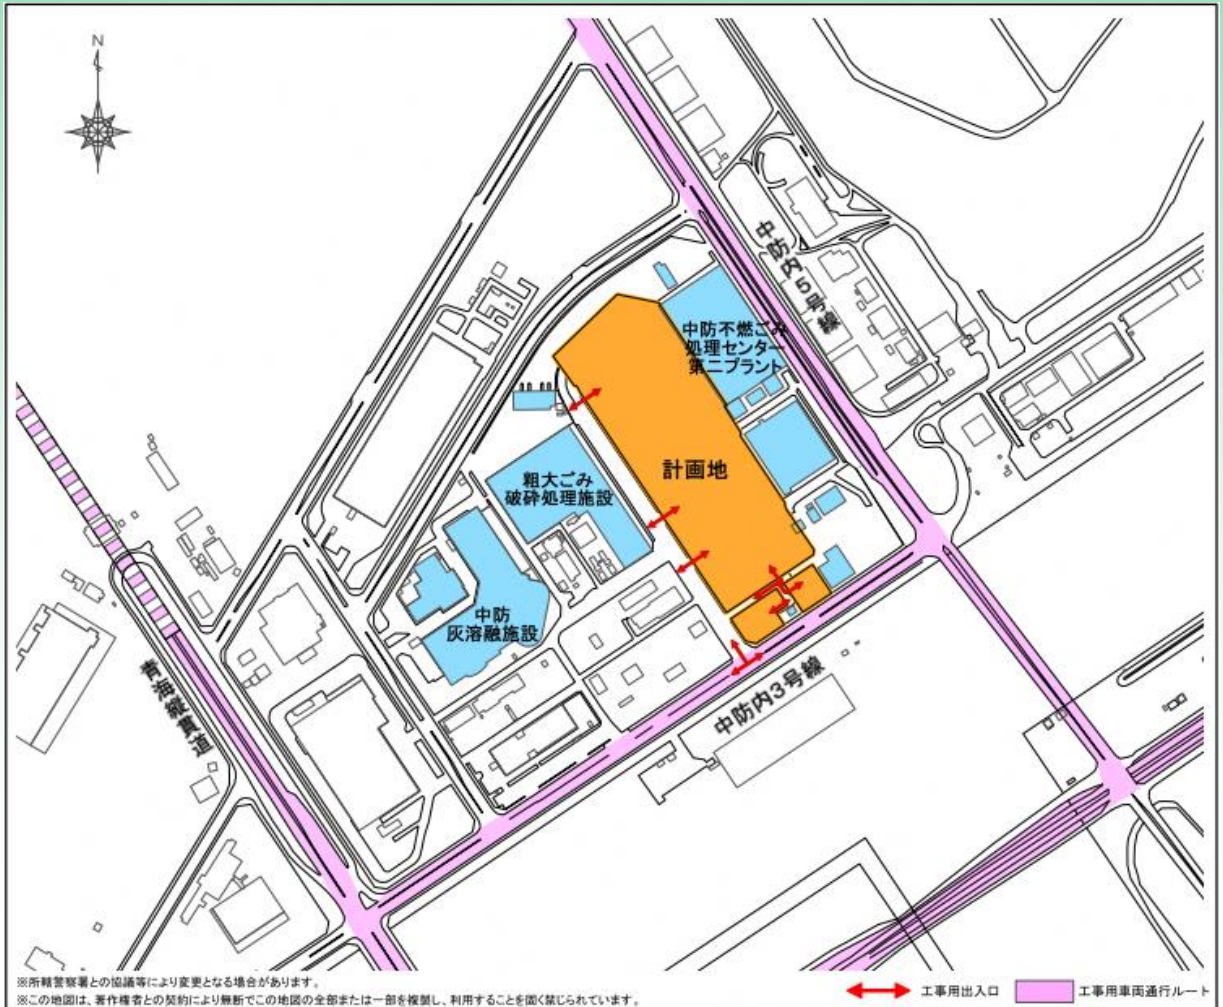 N
中防内5号線
中防不燃ごみ
処理センター
第二プラント
計画地
粗大ごみ
破砕処理施設
中防
灰溶融施設
青海縦貫道
中防内3号線
※所轄警察署との協議等により変更となる場合があります。
※この地図は、著作権者との契約により無断でこの地図の全部または一部を複製し、利用することを固く禁じられています。
工事用出入口
工事用車両通行ルート